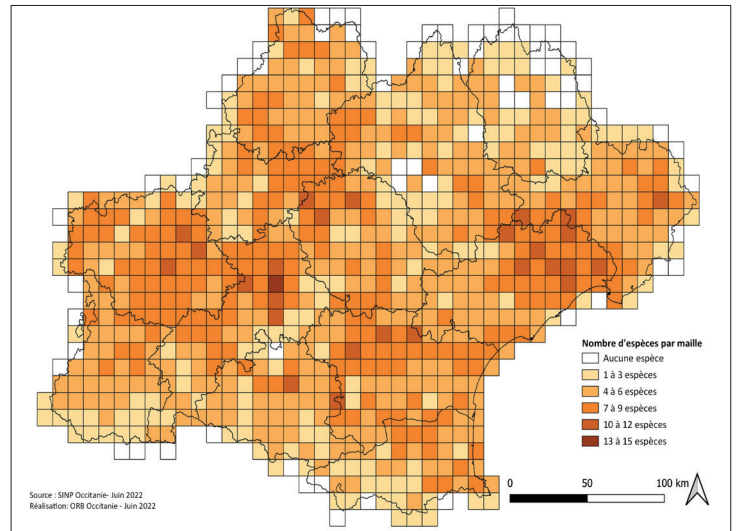 Nombre d'espèces par maille
Aucune espèce
1 à 3 espèces
4 à 6 espèces
7 à 9 espèces
10 à 12 espèces
13 à 15 espèces
0 50 100 km
Source : SINP Occitanie- Juin 2022
Réalisation: ORB Occitanie - Juin 2022